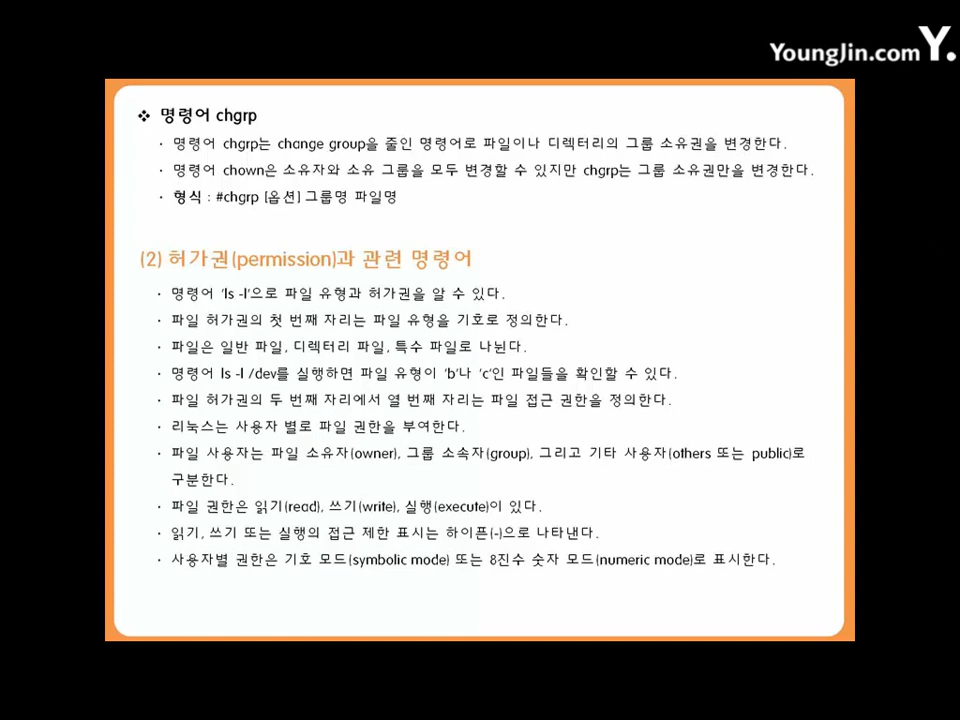 YoungJin.com Y.
❖ 명령어 chgrp
· 명령어 chgrp는 change group을 줄인 명령어로 파일이나 디렉터리의 그룹 소유권을 변경한다.
· 명령어 chown은 소유자와 소유 그룹을 모두 변경할 수 있지만 chgrp는 그룹 소유권만을 변경한다.
· 형식 : #chgrp [옵션] 그룹명 파일명
(2) 허가권(permission)과 관련 명령어
· 명령어 'ls -l'으로 파일 유형과 허가권을 알 수 있다.
· 파일 허가권의 첫 번째 자리는 파일 유형을 기호로 정의한다.
· 파일은 일반 파일, 디렉터리 파일, 특수 파일로 나뉜다.
· 명령어 ls -l /dev를 실행하면 파일 유형이 'b'나 'c'인 파일들을 확인할 수 있다.
· 파일 허가권의 두 번째 자리에서 열 번째 자리는 파일 접근 권한을 정의한다.
· 리눅스는 사용자 별로 파일 권한을 부여한다.
· 파일 사용자는 파일 소유자(owner), 그룹 소속자(group), 그리고 기타 사용자(others 또는 public)로
구분한다.
· 파일 권한은 읽기(read), 쓰기(write), 실행(execute)이 있다.
· 읽기, 쓰기 또는 실행의 접근 제한 표시는 하이픈(-)으로 나타낸다.
· 사용자별 권한은 기호 모드(symbolic mode) 또는 8진수 숫자 모드(numeric mode)로 표시한다.